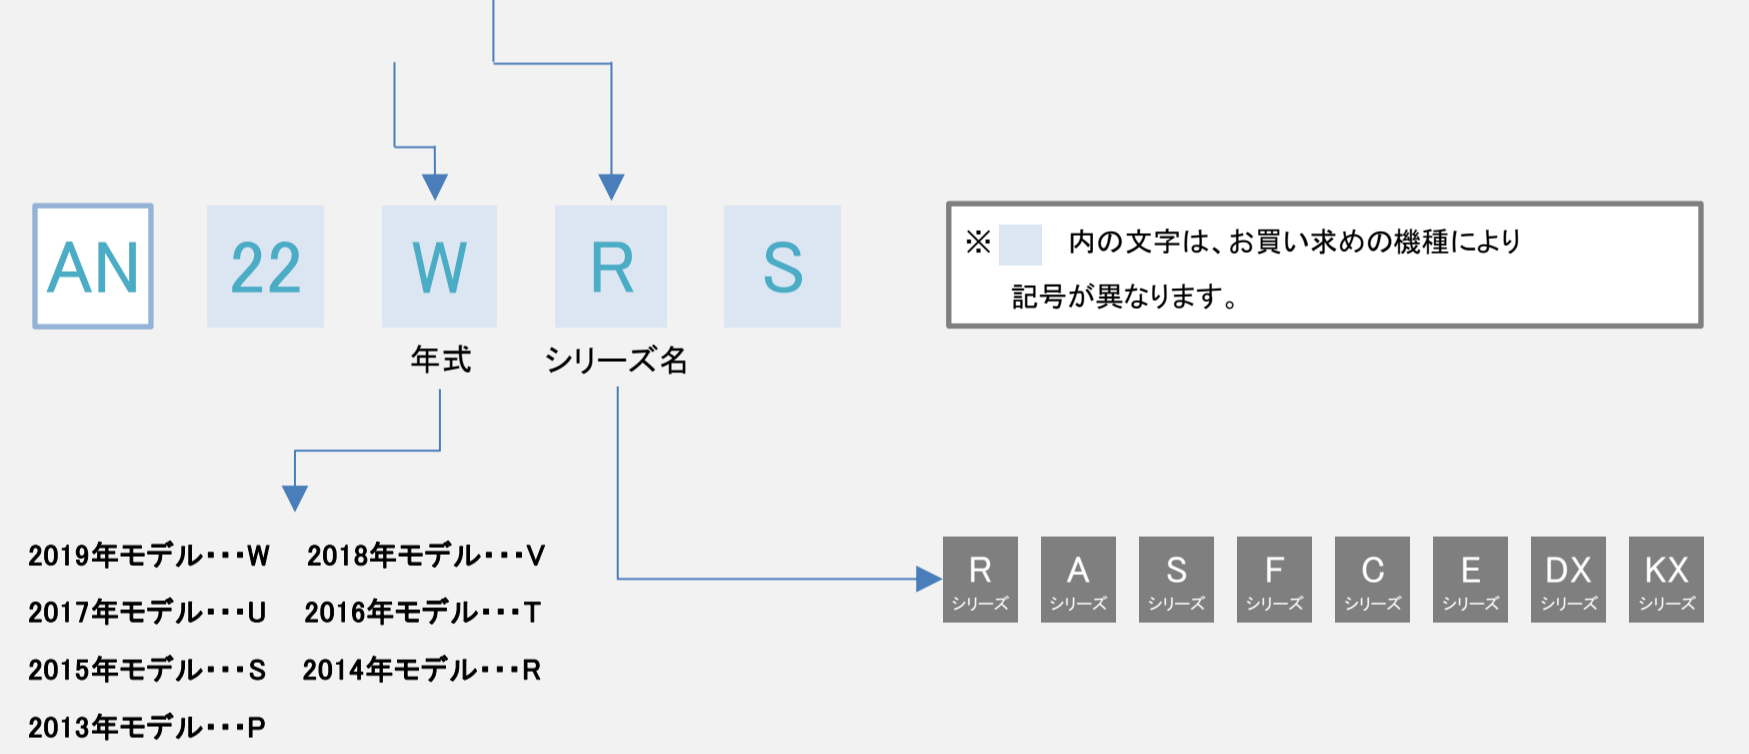 AN 22 W R S
※ 内の文字は、お買い求めの機種により
記号が異なります。
年式 シリーズ名
2019年モデル・・・W 2018年モデル・・・V
2017年モデル・・・U 2016年モデル・・・T
2015年モデル・・・S 2014年モデル・・・R
2013年モデル・・・P
R A S F C E DX KX
シリーズ シリーズ シリーズ シリーズ シリーズ シリーズ シリーズ シリーズ